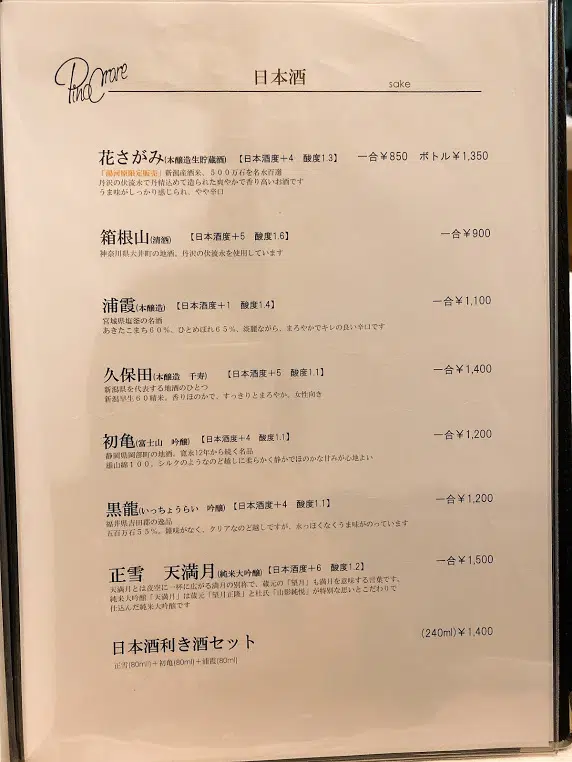 Pina Mare
日本酒
sake
花さがみ(本醸造生貯蔵酒) 【日本酒度+4 酸度1.3】 一合¥850 ボトル¥1,350
「湯河原限定販売」新潟産酒米、500万石を名水百選
丹沢の伏流水で丹精込めて造られた爽やかで香り高いお酒です
うま味がしっかり感じられ、やや辛口
箱根山(清酒) 【日本酒度+5 酸度1.6】 一合¥900
神奈川県大井町の地酒、丹沢の伏流水を使用しています
浦霞(本醸造) 【日本酒度+1 酸度1.4】 一合¥1,100
宮城県塩釜の名酒
あきたこまち60%、ひとめぼれ65%、淡麗ながら、まろやかでキレの良い辛口です
久保田(本醸造 千寿) 【日本酒度+5 酸度1.1】 一合¥1,400
新潟県を代表する地酒のひとつ
新潟早生60精米。香りほのかで、すっきりとまろやか。女性向き
初亀(富士山 吟醸) 【日本酒度+4 酸度1.1】 一合¥1,200
静岡県岡部町の地酒、寛永12年から続く名品
雄山錦100。シルクのようなのど越しに柔らかく静かでほのかな甘みが心地よい
黒龍(いっちょうらい 吟醸) 【日本酒度+4 酸度1.1】 一合¥1,200
福井県吉田郡の逸品
五百万石55%。雑味がなく、クリアなのど越しですが、水っぽくなくうま味がのっています
正雪 天満月(純米大吟醸) 【日本酒度+6 酸度1.2】 一合¥1,500
天満月とは夜空に一杯に広がる満月の別称で、蔵元の「望月」も満月を意味する言葉です。
純米大吟醸「天満月」は蔵元「望月正隆」と杜氏「山影純悦」が特別な思いとこだわりで
仕込んだ純米大吟醸です
日本酒利き酒セット (240ml)¥1,400
正雪(80ml)+初亀(80ml)+浦霞(80ml)